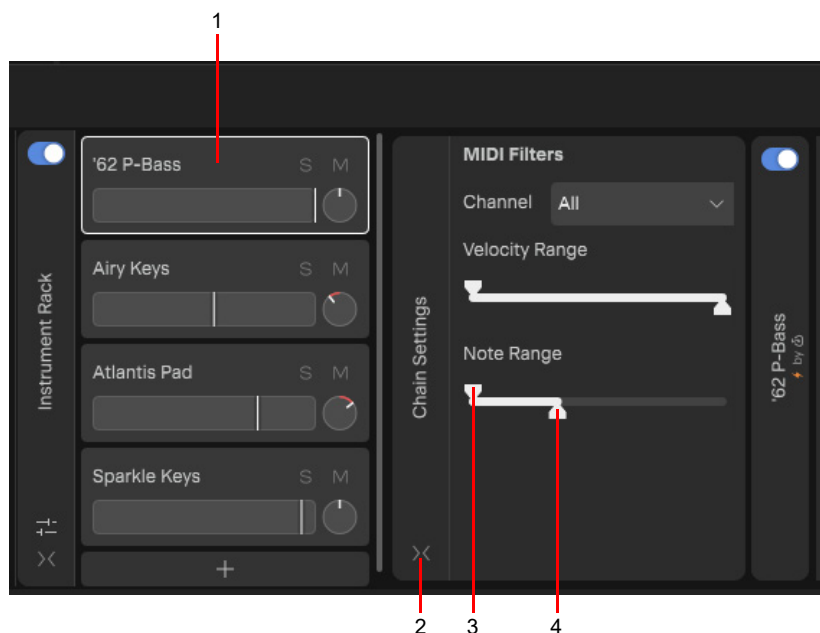 1
Instrument Rack
'62 P-Bass S M
Airy Keys S M
Atlantis Pad S M
Sparkle Keys S M
+
Chain Settings
MIDI Filters
Channel All
Velocity Range
Note Range
'62 P-Bass
by
2 3 4